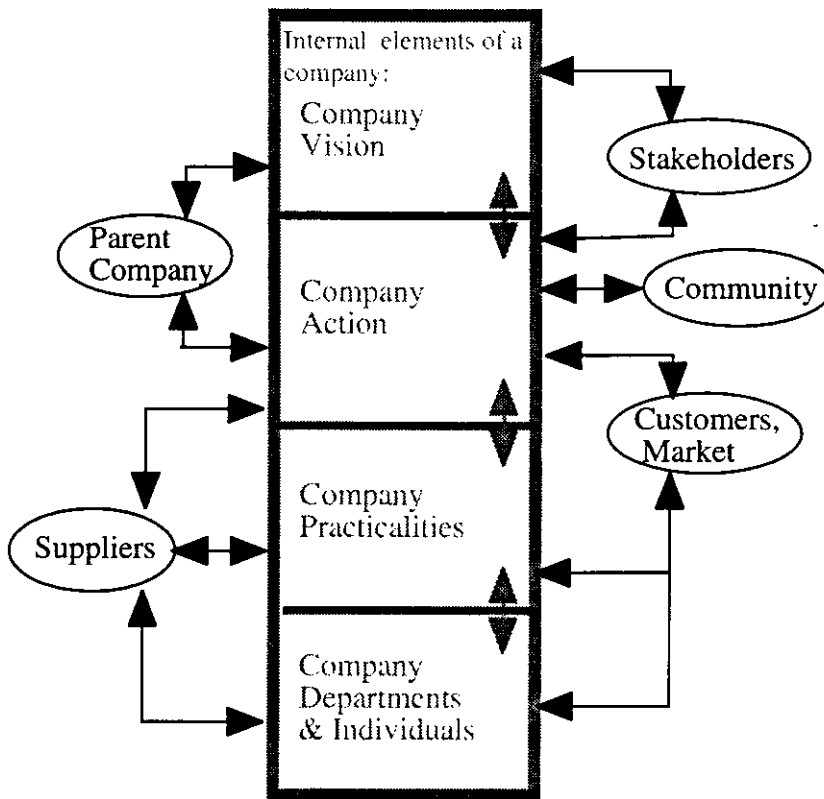 Internal elements of a
company:
Company
Vision
Stakeholders
Parent
Company
Company
Action
Community
Customers,
Market
Company
Practicalities
Suppliers
Company
Departments
& Individuals